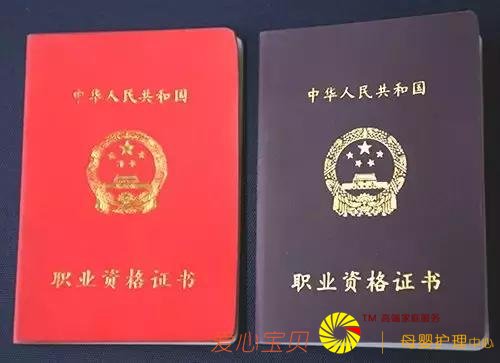 中华人民共和国
职业资格证书
中华人民共和国
职业资格证书
爱心宝贝
TM 高端家庭服务
母婴护理中心